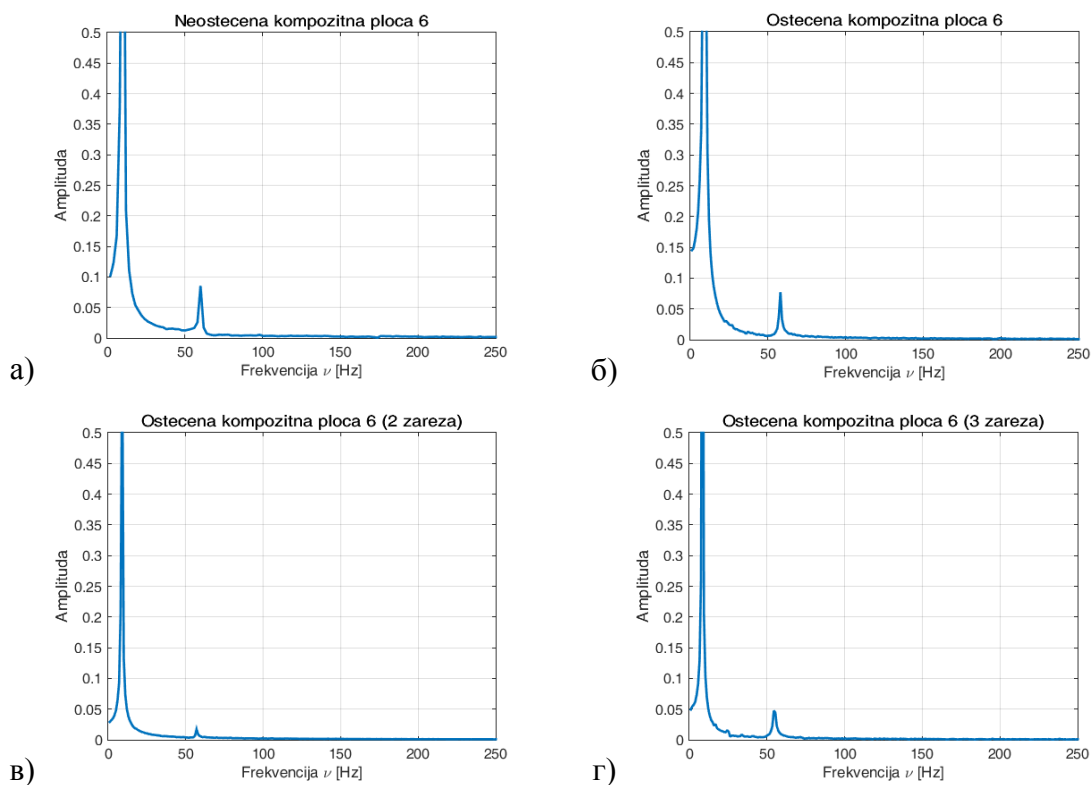 Neostecena kompozitna ploca 6
0.5
0.45
0.4
0.35
0.3
0.25
0.2
0.15
0.1
0.05
0
Amplituda
0 50 100 150 200 250
Frekvencija ν [Hz]
а)
Ostecena kompozitna ploca 6
0.5
0.45
0.4
0.35
0.3
0.25
0.2
0.15
0.1
0.05
0
Amplituda
0 50 100 150 200 250
Frekvencija ν [Hz]
б)
Ostecena kompozitna ploca 6 (2 zareza)
0.5
0.45
0.4
0.35
0.3
0.25
0.2
0.15
0.1
0.05
0
Amplituda
0 50 100 150 200 250
Frekvencija ν [Hz]
в)
Ostecena kompozitna ploca 6 (3 zareza)
0.5
0.45
0.4
0.35
0.3
0.25
0.2
0.15
0.1
0.05
0
Amplituda
0 50 100 150 200 250
Frekvencija ν [Hz]
г)